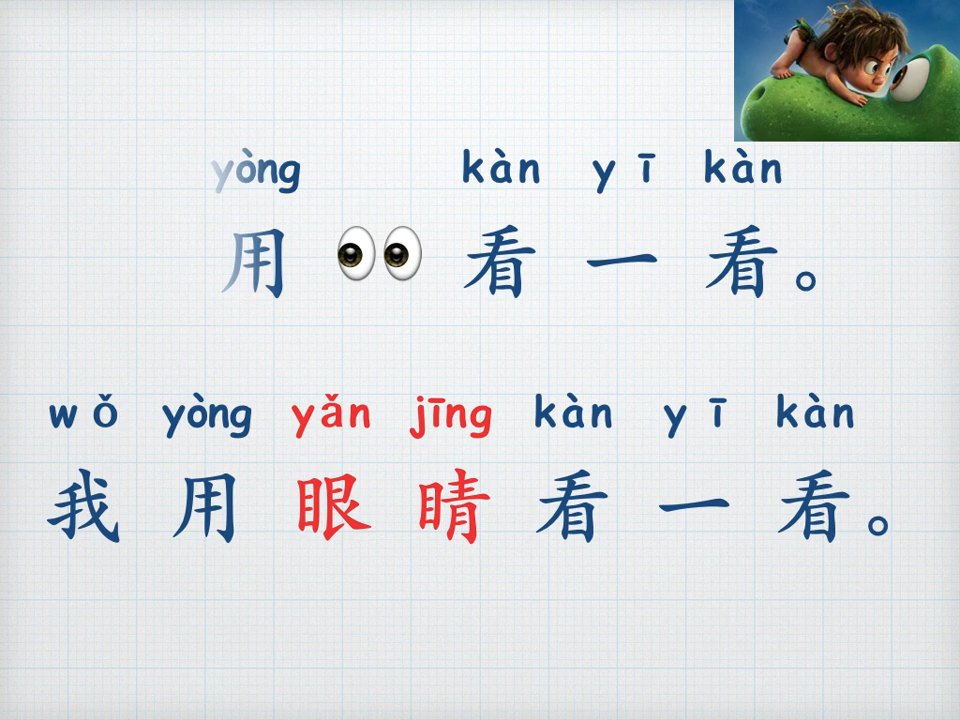 yòng kàn yī kàn
用 👀 看 一 看。
wǒ yòng yǎn jīng kàn yī kàn
我 用 眼 睛 看 一 看。